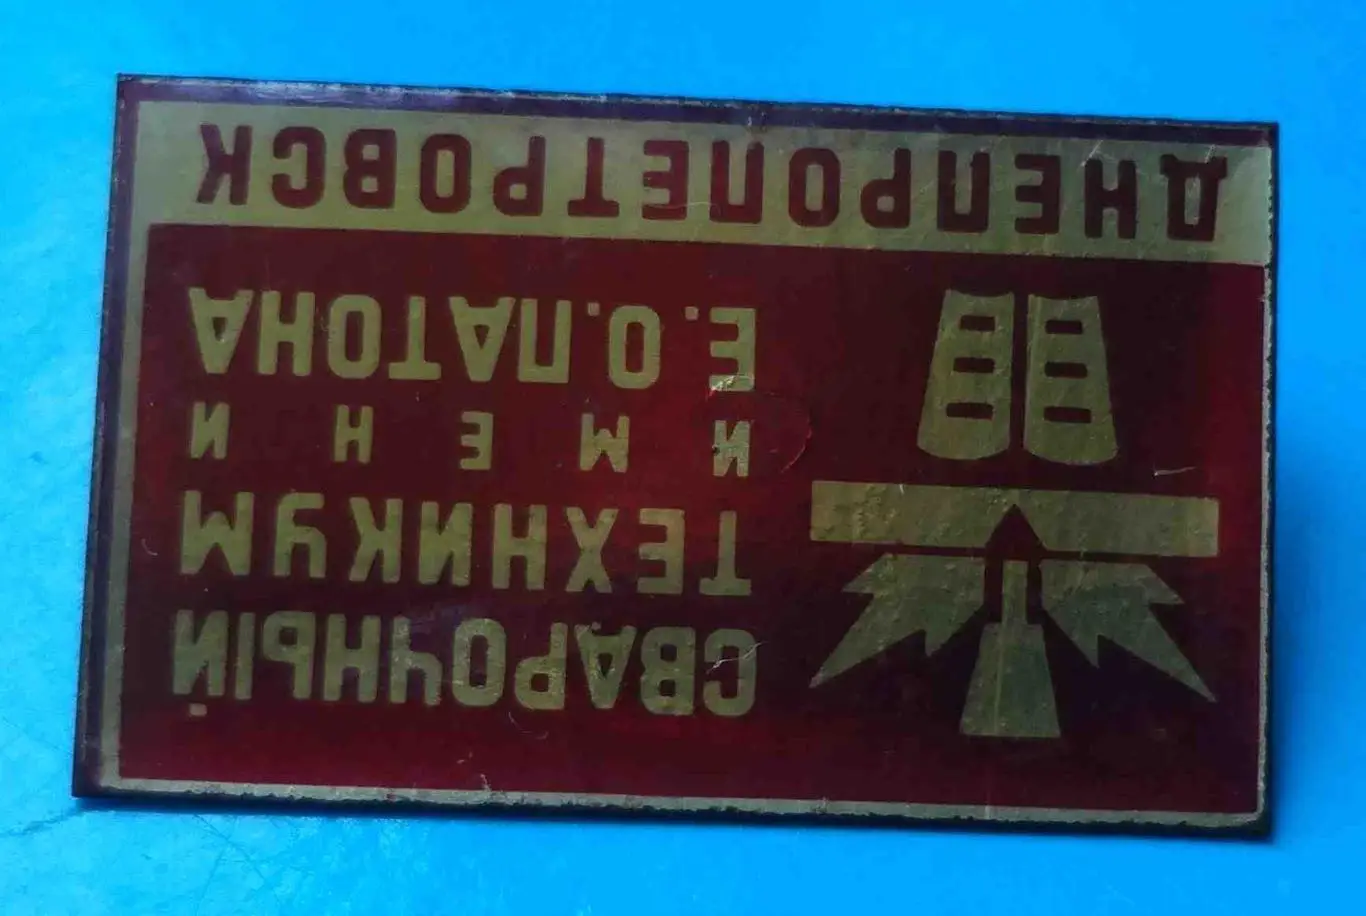 СВАРОЧНЫЙ
ТЕХНИКУМ
ИМЕНИ
Е.О.ПАТОНА
ДНЕПРОПЕТРОВСК